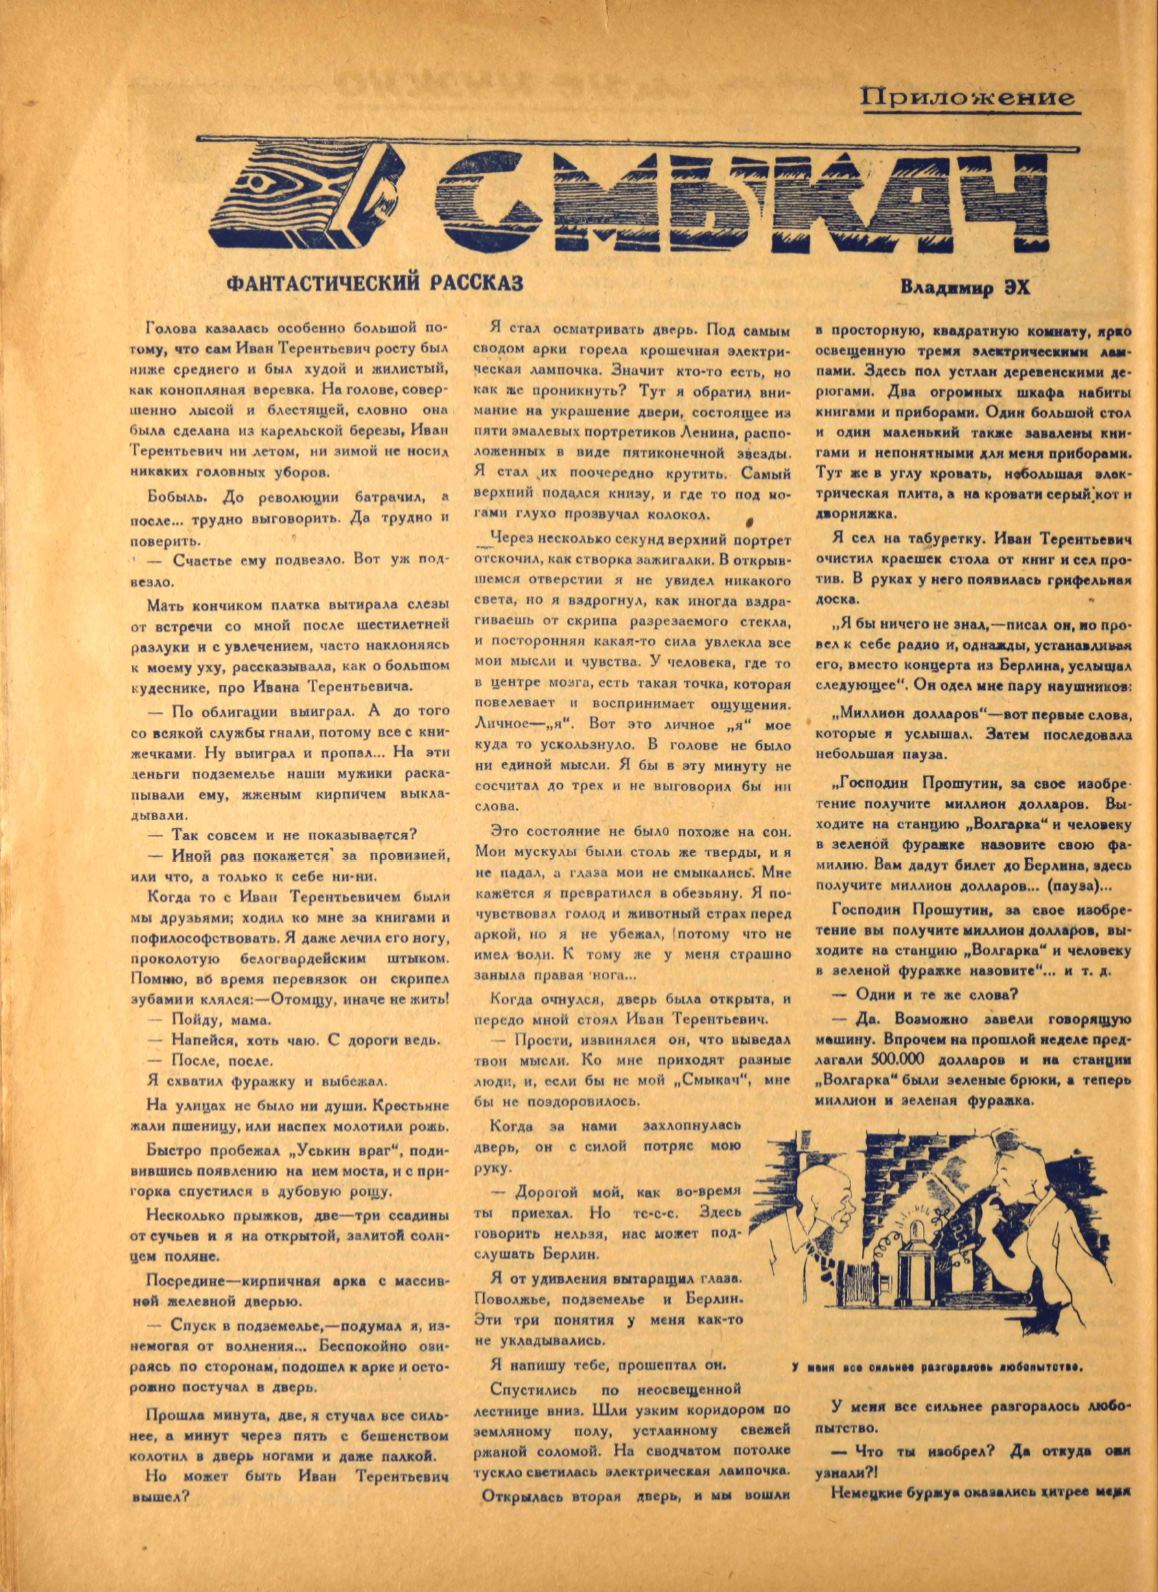 Приложение
СМЫКАЧ
ФАНТАСТИЧЕСКИЙ РАССКАЗ
Владимир ЭХ
Голова казалась особенно большой по-
тому, что сам Иван Терентьевич росту был
ниже среднего и был худой и жилистый,
как конопляная веревка. На голове, совер-
шенно лысой и блестящей, словно она
была сделана из карельской березы, Иван
Терентьевич ни летом, ни зимой не носил
никаких головных уборов.
Бобыль. До революции батрачил, а
после... трудно выговорить. Да трудно и
поверить.
— Счастье ему подвезло. Вот уж под-
везло.
Мать кончиком платка вытирала слезы
от встречи со мной после шестилетней
разлуки и с увлечением, часто наклоняясь
к моему уху, рассказывала, как о большом
кудеснике, про Ивана Терентьевича.
— По облигации выиграл. А до того
со всякой службы гнали, потому все с кни-
жечками. Ну выиграл и пропал... На эти
деньги подземелье наши мужики раска-
пывали ему, жженым кирпичем выкла-
дывали.
— Так совсем и не показывается?
— Иной раз покажется за провизией,
или что, а только к себе ни-ни.
Когда то с Иван Терентьевичем были
мы друзьями; ходил ко мне за книгами и
пофилософствовать. Я даже лечил его ногу,
проколотую белогвардейским штыком.
Помню, во время перевязок он скрипел
зубами и клялся:—Отомщу, иначе не жить!
— Пойду, мама.
— Напейся, хоть чаю. С дороги ведь.
— После, после.
Я схватил фуражку и выбежал.
На улицах не было ни души. Крестьяне
жали пшеницу, или наспех молотили рожь.
Быстро пробежал „Уськин враг“, поди-
вившись появлению на нем моста, и с при-
горка спустился в дубовую рощу.
Несколько прыжков, две—три ссадины
от сучьев и я на открытой, залитой солн-
цем поляне.
Посредине—кирпичная арка с массив-
ной железной дверью.
— Спуск в подземелье,—подумал я, из-
немогая от волнения... Беспокойно ози-
раясь по сторонам, подошел к арке и осто-
рожно постучал в дверь.
Прошла минута, две, я стучал все силь-
нее, а минут через пять с бешенством
колотил в дверь ногами и даже палкой.
Но может быть Иван Терентьевич
вышел?
Я стал осматривать дверь. Под самым
сводом арки горела крошечная электри-
ческая лампочка. Значит кто-то есть, но
как же проникнуть? Тут я обратил вни-
мание на украшение двери, состоящее из
пяти эмалевых портретиков Ленина, распо-
ложенных в виде пятиконечной звезды.
Я стал их поочередно крутить. Самый
верхний подался книзу, и где то под но-
гами глухо прозвучал колокол.
Через несколько секунд верхний портрет
отскочил, как створка зажигалки. В открыв-
шемся отверстии я не увидел никакого
света, но я вздрогнул, как иногда вздра-
гиваешь от скрипа разрезаемого стекла,
и посторонняя какая-то сила увлекла все
мои мысли и чувства. У человека, где то
в центре мозга, есть такая точка, которая
повелевает и воспринимает ощущения.
Личное—„я“. Вот это личное „я“ мое
куда то ускользнуло. В голове не было
ни единой мысли. Я бы в эту минуту не
сосчитал до трех и не выговорил бы ни
слова.
Это состояние не было похоже на сон.
Мои мускулы были столь же тверды, и я
не падал, а глаза мои не смыкались. Мне
кажется я превратился в обезьяну. Я по-
чувствовал голод и животный страх перед
аркой, но я не убежал, потому что не
имел воли. К тому же у меня страшно
заныла правая нога...
Когда очнулся, дверь была открыта, и
передо мной стоял Иван Терентьевич.
— Прости, извинялся он, что выведал
твои мысли. Ко мне приходят разные
люди, и, если бы не мой „Смыкач“, мне
бы не поздоровилось.
Когда за нами захлопнулась
дверь, он с силой потряс мою
руку.
— Дорогой мой, как во-время
ты приехал. Но тс-с-с. Здесь
говорить нельзя, нас может под-
слушать Берлин.
Я от удивления вытаращил глаза.
Поволжье, подземелье и Берлин.
Эти три понятия у меня как-то
не укладывались.
Я напишу тебе, прошептал он.
Спустились по неосвещенной
лестнице вниз. Шли узким коридором по
земляному полу, устланному свежей
ржаной соломой. На сводчатом потолке
тускло светилась электрическая лампочка.
Открылась вторая дверь, и мы вошли
в просторную, квадратную комнату, ярко
освещенную тремя электрическими лам-
пами. Здесь пол устлан деревенскими де-
рюгами. Два огромных шкафа набиты
книгами и приборами. Один большой стол
и один маленький также завалены кни-
гами и непонятными для меня приборами.
Тут же в углу кровать, небольшая элек-
трическая плита, а на кровати серый кот и
дворняжка.
Я сел на табуретку. Иван Терентьевич
очистил краешек стола от книг и сел про-
тив. В руках у него появилась грифельная
доска.
„Я бы ничего не знал,—писал он, но про-
вел к себе радио и, однажды, устанавливая
его, вместо концерта из Берлина, услышал
следующее“. Он одел мне пару наушников:
„Миллион долларов“—вот первые слова,
которые я услышал. Затем последовала
небольшая пауза.
„Господин Прошутин, за свое изобре-
тение получите миллион долларов. Вы-
ходите на станцию „Волгарка“ и человеку
в зеленой фуражке назовите свою фа-
милию. Вам дадут билет до Берлина, здесь
получите миллион долларов... (пауза)...
Господин Прошутин, за свое изобре-
тение вы получите миллион долларов, вы-
ходите на станцию „Волгарка“ и человеку
в зеленой фуражке назовите“... и т. д.
— Одни и те же слова?
— Да. Возможно завели говорящую
машину. Впрочем на прошлой неделе пред-
лагали 500.000 долларов и на станции
„Волгарка“ были зеленые брюки, а теперь
миллион и зеленая фуражка.
У меня все сильнее разгоралось любопытство.
У меня все сильнее разгоралось любо-
пытство.
— Что ты изобрел? Да откуда они
узнали?!
Немецкие буржуа оказались хитрее меня